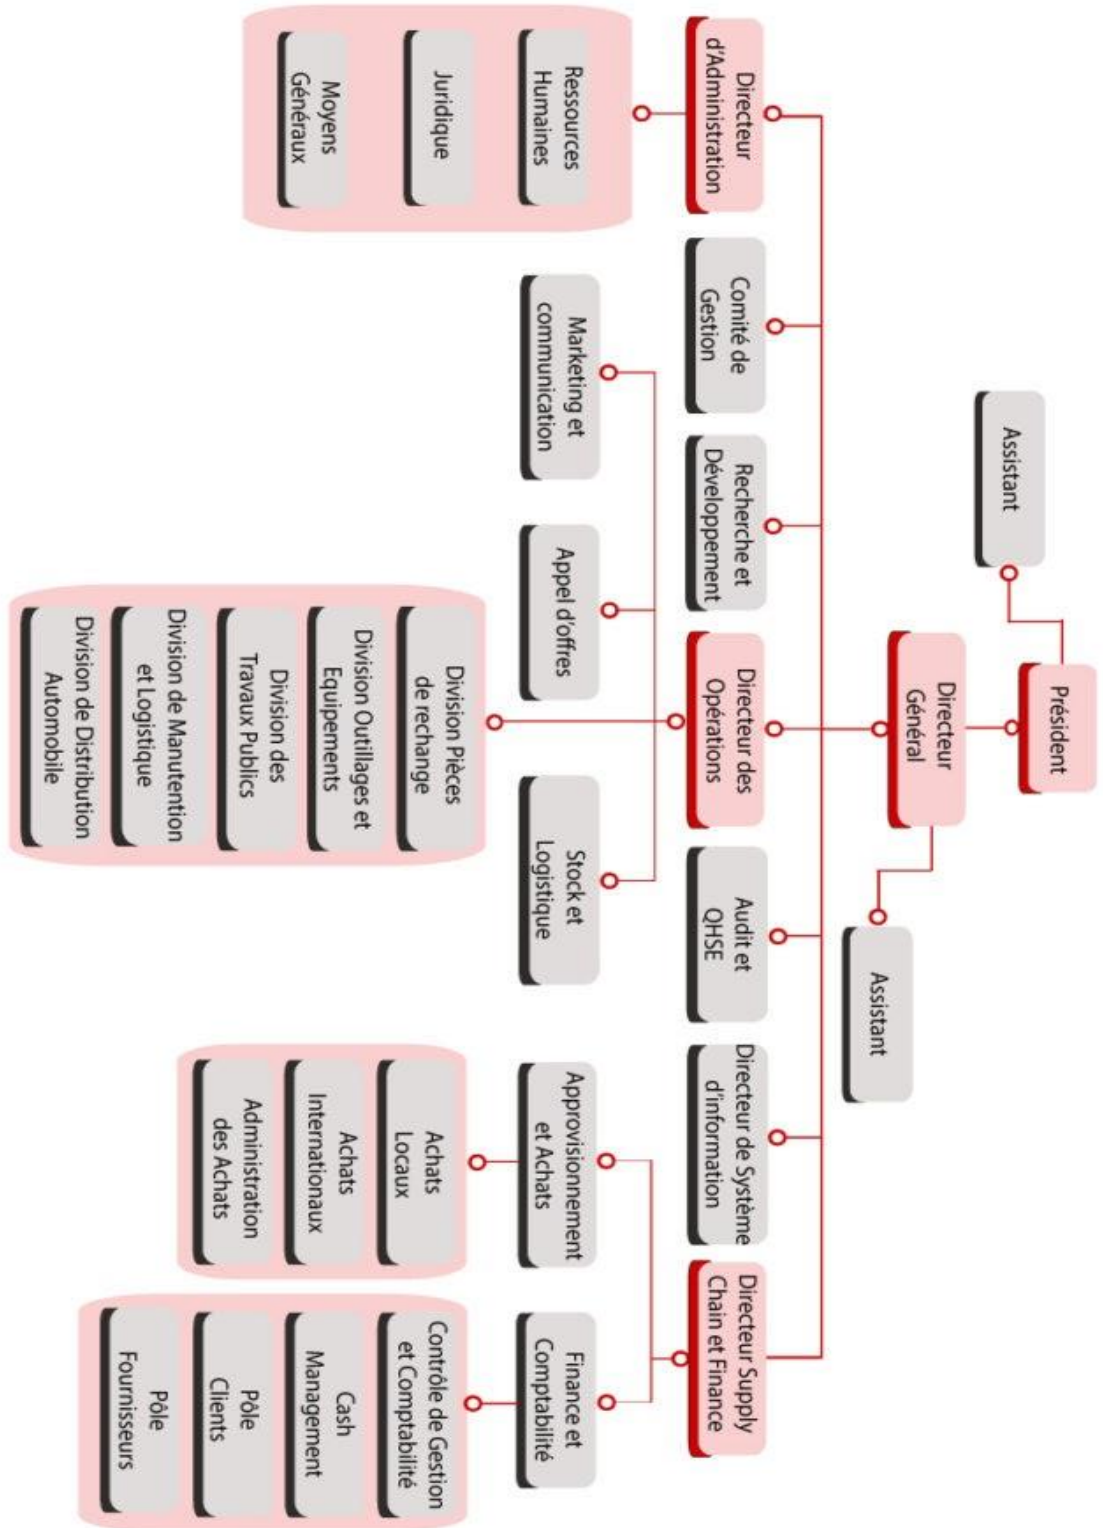 Président
Assistant
Directeur
Général
Assistant
Directeur
d'Administration
Comité de
Gestion
Recherche et
Développement
Directeur des
Opérations
Audit et
QHSE
Directeur de Système
d'information
Directeur Supply
Chain et Finance
Ressources
Humaines
Juridique
Moyens
Généraux
Marketing et
communication
Appel d'offres
Stock et
Logistique
Division Pièces
de rechange
Division Outillages et
Equipements
Division des
Travaux Publics
Division de Manutention
et Logistique
Division de Distribution
Automobile
Approvisionnement
et Achats
Achats
Locaux
Achats
Internationaux
Administration
des Achats
Finance et
Comptabilité
Contrôle de Gestion
et Comptabilité
Cash
Management
Pôle
Clients
Pôle
Fournisseurs